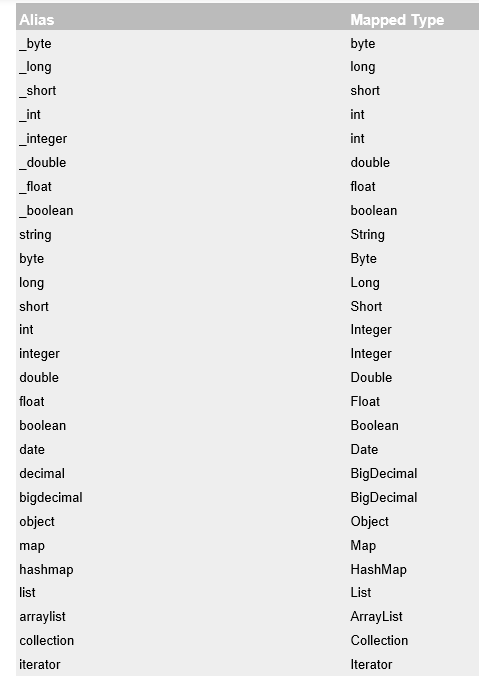 Alias Mapped Type
_byte byte
_long long
_short short
_int int
_integer int
_double double
_float float
_boolean boolean
string String
byte Byte
long Long
short Short
int Integer
integer Integer
double Double
float Float
boolean Boolean
date Date
decimal BigDecimal
bigdecimal BigDecimal
object Object
map Map
hashmap HashMap
list List
arraylist ArrayList
collection Collection
iterator Iterator